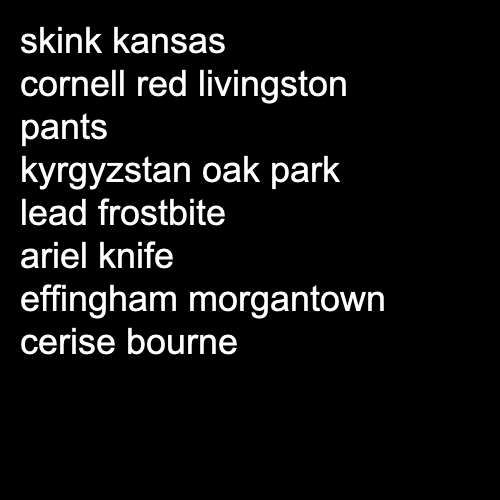 skink kansas
cornell red livingston
pants
kyrgyzstan oak park
lead frostbite
ariel knife
effingham morgantown
cerise bourne